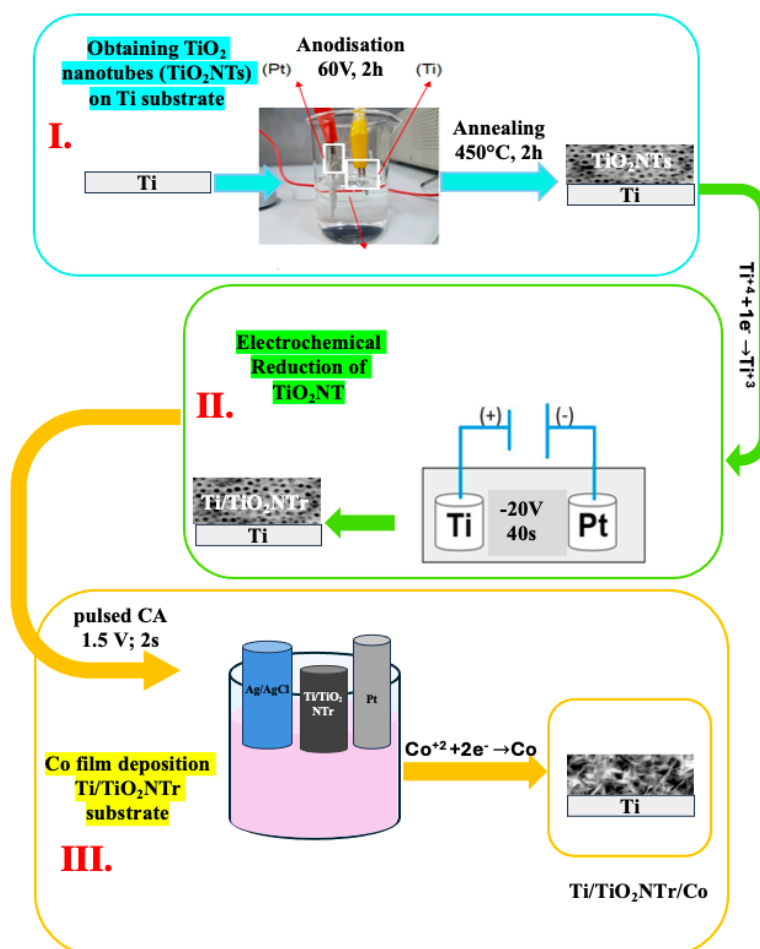 Obtaining TiO₂
nanotubes (TiO₂NTs)
on Ti substrate
I.
Ti
Anodisation
60V, 2h
(Pt)
(Ti)
Annealing
450°C, 2h
TiO₂NTs
Ti
Ti⁺⁴+1e⁻ →Ti⁺³
Electrochemical
Reduction of
TiO₂NT
II.
Ti/TiO₂NTr
Ti
(+)
(-)
Ti
-20V
40s
Pt
pulsed CA
1.5 V; 2s
Ag/AgCl
Ti/TiO₂
NTr
Pt
Co⁺²+2e⁻→Co
Co film deposition
Ti/TiO₂NTr
substrate
III.
Ti
Ti/TiO₂NTr/Co